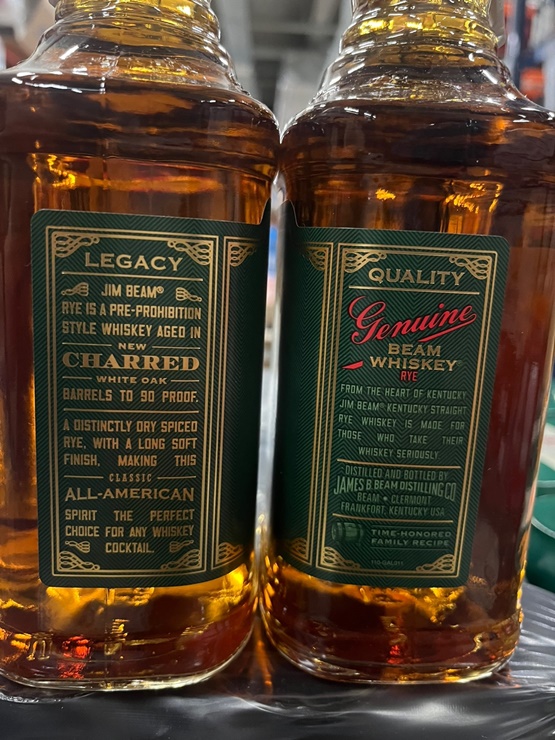 LEGACY
JIM BEAM®
RYE IS A PRE-PROHIBITION
STYLE WHISKEY AGED IN
NEW
CHARRED
WHITE OAK
BARRELS TO 90 PROOF.
A DISTINCTLY DRY SPICED
RYE, WITH A LONG SOFT
FINISH, MAKING THIS
CLASSIC
ALL-AMERICAN
SPIRIT THE PERFECT
CHOICE FOR ANY WHISKEY
COCKTAIL.
QUALITY
Genuine
BEAM
WHISKEY
RYE
FROM THE HEART OF KENTUCKY
JIM BEAM® KENTUCKY STRAIGHT
RYE WHISKEY IS MADE FOR
THOSE WHO TAKE THEIR
WHISKEY SERIOUSLY.
DISTILLED AND BOTTLED BY
JAMES B. BEAM DISTILLING CO.
BEAM • CLERMONT
FRANKFORT, KENTUCKY USA
TIME-HONORED
FAMILY RECIPE